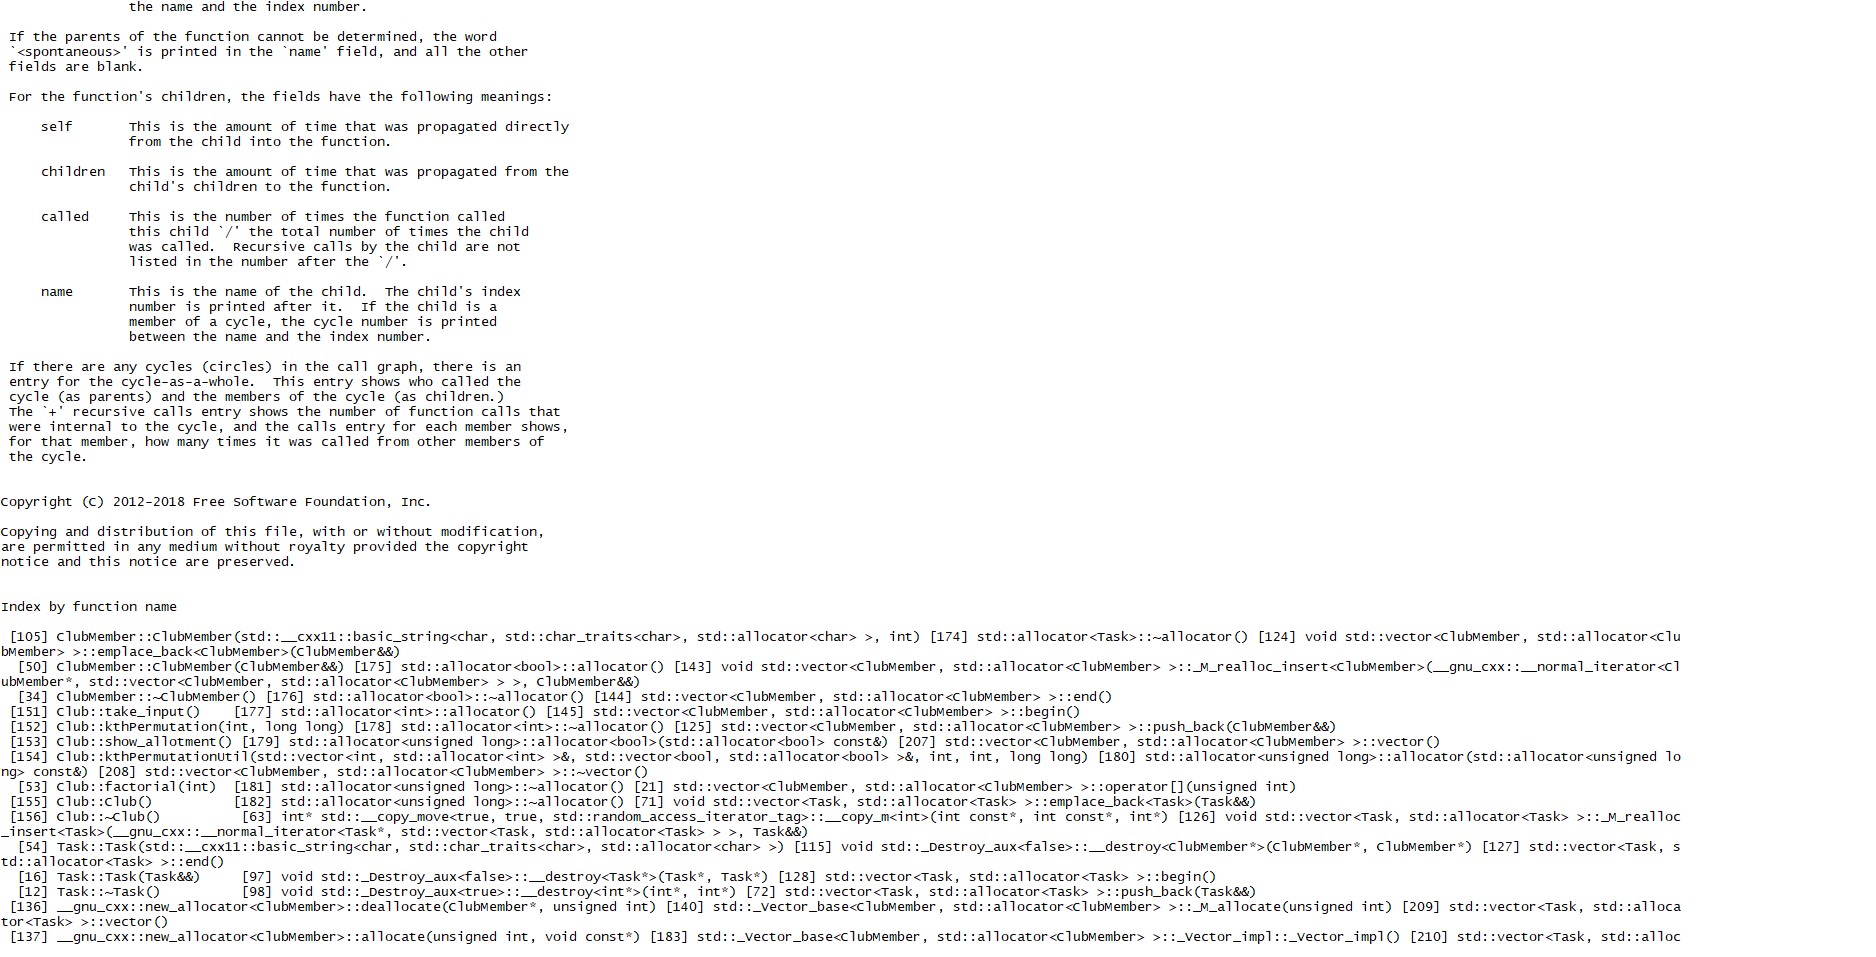 the name and the index number.
If the parents of the function cannot be determined, the word
`<spontaneous>' is printed in the `name' field, and all the other
fields are blank.
For the function's children, the fields have the following meanings:
self       This is the amount of time that was propagated directly
from the child into the function.
children   This is the amount of time that was propagated from the
child's children to the function.
called     This is the number of times the function called
this child `/' the total number of times the child
was called.  Recursive calls by the child are not
listed in the number after the `/'.
name       This is the name of the child.  The child's index
number is printed after it.  If the child is a
member of a cycle, the cycle number is printed
between the name and the index number.
If there are any cycles (circles) in the call graph, there is an
entry for the cycle-as-a-whole.  This entry shows who called the
cycle (as parents) and the members of the cycle (as children.)
The `+' recursive calls entry shows the number of function calls that
were internal to the cycle, and the calls entry for each member shows,
for that member, how many times it was called from other members of
the cycle.
Copyright (C) 2012-2018 Free Software Foundation, Inc.
Copying and distribution of this file, with or without modification,
are permitted in any medium without royalty provided the copyright
notice and this notice are preserved.
Index by function name
[105] ClubMember::ClubMember(std::__cxx11::basic_string<char, std::char_traits<char>, std::allocator<char> >, int) [174] std::allocator<Task>::~allocator() [124] void std::vector<ClubMember, std::allocator<Clu
bMember> >::emplace_back<ClubMember>(ClubMember&&)
[50] ClubMember::ClubMember(ClubMember&&) [175] std::allocator<bool>::allocator() [143] void std::vector<ClubMember, std::allocator<ClubMember> >::_M_realloc_insert<ClubMember>(__gnu_cxx::__normal_iterator<Cl
ubMember*, std::vector<ClubMember, std::allocator<ClubMember> > >, ClubMember&&)
[34] ClubMember::~ClubMember() [176] std::allocator<bool>::~allocator() [144] std::vector<ClubMember, std::allocator<ClubMember> >::end()
[151] Club::take_input()    [177] std::allocator<int>::allocator() [145] std::vector<ClubMember, std::allocator<ClubMember> >::begin()
[152] Club::kthPermutation(int, long long) [178] std::allocator<int>::~allocator() [125] std::vector<ClubMember, std::allocator<ClubMember> >::push_back(ClubMember&&)
[153] Club::show_allotment() [179] std::allocator<unsigned long>::allocator<bool>(std::allocator<bool> const&) [207] std::vector<ClubMember, std::allocator<ClubMember> >::vector()
[154] Club::kthPermutationUtil(std::vector<int, std::allocator<int> >&, std::vector<bool, std::allocator<bool> >&, int, int, long long) [180] std::allocator<unsigned long>::allocator(std::allocator<unsigned lo
ng> const&) [208] std::vector<ClubMember, std::allocator<ClubMember> >::~vector()
[53] Club::factorial(int)  [181] std::allocator<unsigned long>::~allocator() [21] std::vector<ClubMember, std::allocator<ClubMember> >::operator[](unsigned int)
[155] Club::Club()          [182] std::allocator<unsigned long>::~allocator() [71] void std::vector<Task, std::allocator<Task> >::emplace_back<Task>(Task&&)
[156] Club::~Club()         [63] int* std::__copy_move<true, true, std::random_access_iterator_tag>::__copy_m<int>(int const*, int const*, int*) [126] void std::vector<Task, std::allocator<Task> >::_M_realloc
_insert<Task>(__gnu_cxx::__normal_iterator<Task*, std::vector<Task, std::allocator<Task> > >, Task&&)
[54] Task::Task(std::__cxx11::basic_string<char, std::char_traits<char>, std::allocator<char> >) [115] void std::_Destroy_aux<false>::__destroy<ClubMember*>(ClubMember*, ClubMember*) [127] std::vector<Task, s
td::allocator<Task> >::end()
[16] Task::Task(Task&&)     [97] void std::_Destroy_aux<false>::__destroy<Task*>(Task*, Task*) [128] std::vector<Task, std::allocator<Task> >::begin()
[12] Task::~Task()          [98] void std::_Destroy_aux<true>::__destroy<int*>(int*, int*) [72] std::vector<Task, std::allocator<Task> >::push_back(Task&&)
[136] __gnu_cxx::new_allocator<ClubMember>::deallocate(ClubMember*, unsigned int) [140] std::_Vector_base<ClubMember, std::allocator<ClubMember> >::_M_allocate(unsigned int) [209] std::vector<Task, std::alloca
tor<Task> >::vector()
[137] __gnu_cxx::new_allocator<ClubMember>::allocate(unsigned int, void const*) [183] std::_Vector_base<ClubMember, std::allocator<ClubMember> >::_Vector_impl::_Vector_impl() [210] std::vector<Task, std::alloc